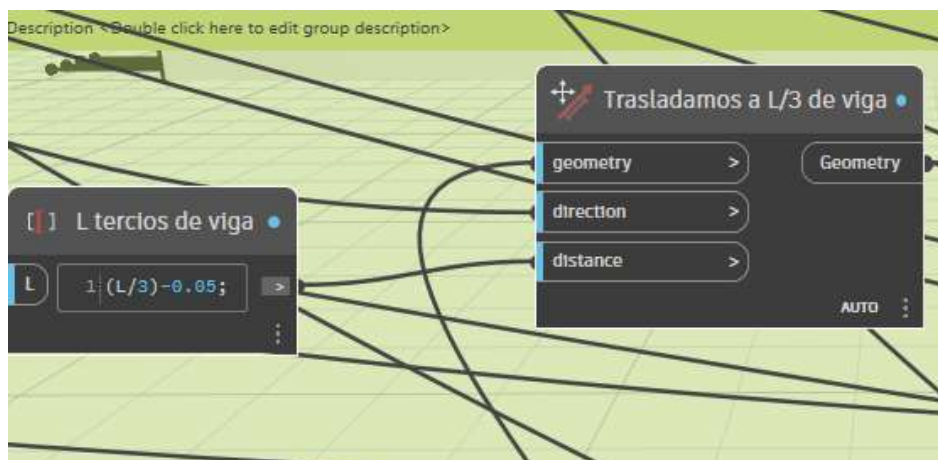 Description <Double click here to edit group description>
Trasladamos a L/3 de viga
geometry >
Geometry
direction >
distance >
AUTO
[ ] L tercios de viga
L
1 (L/3)-0.05;
>